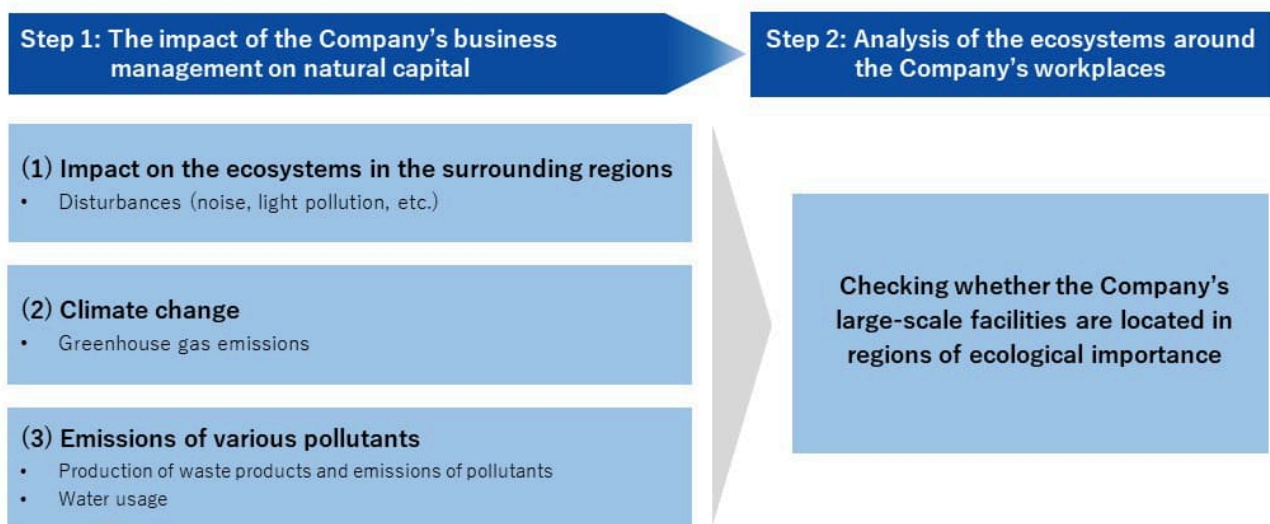 Step 1: The impact of the Company’s business
management on natural capital
Step 2: Analysis of the ecosystems around
the Company’s workplaces
(1) Impact on the ecosystems in the surrounding regions
• Disturbances (noise, light pollution, etc.)
(2) Climate change
• Greenhouse gas emissions
(3) Emissions of various pollutants
• Production of waste products and emissions of pollutants
• Water usage
Checking whether the Company’s
large-scale facilities are located in
regions of ecological importance